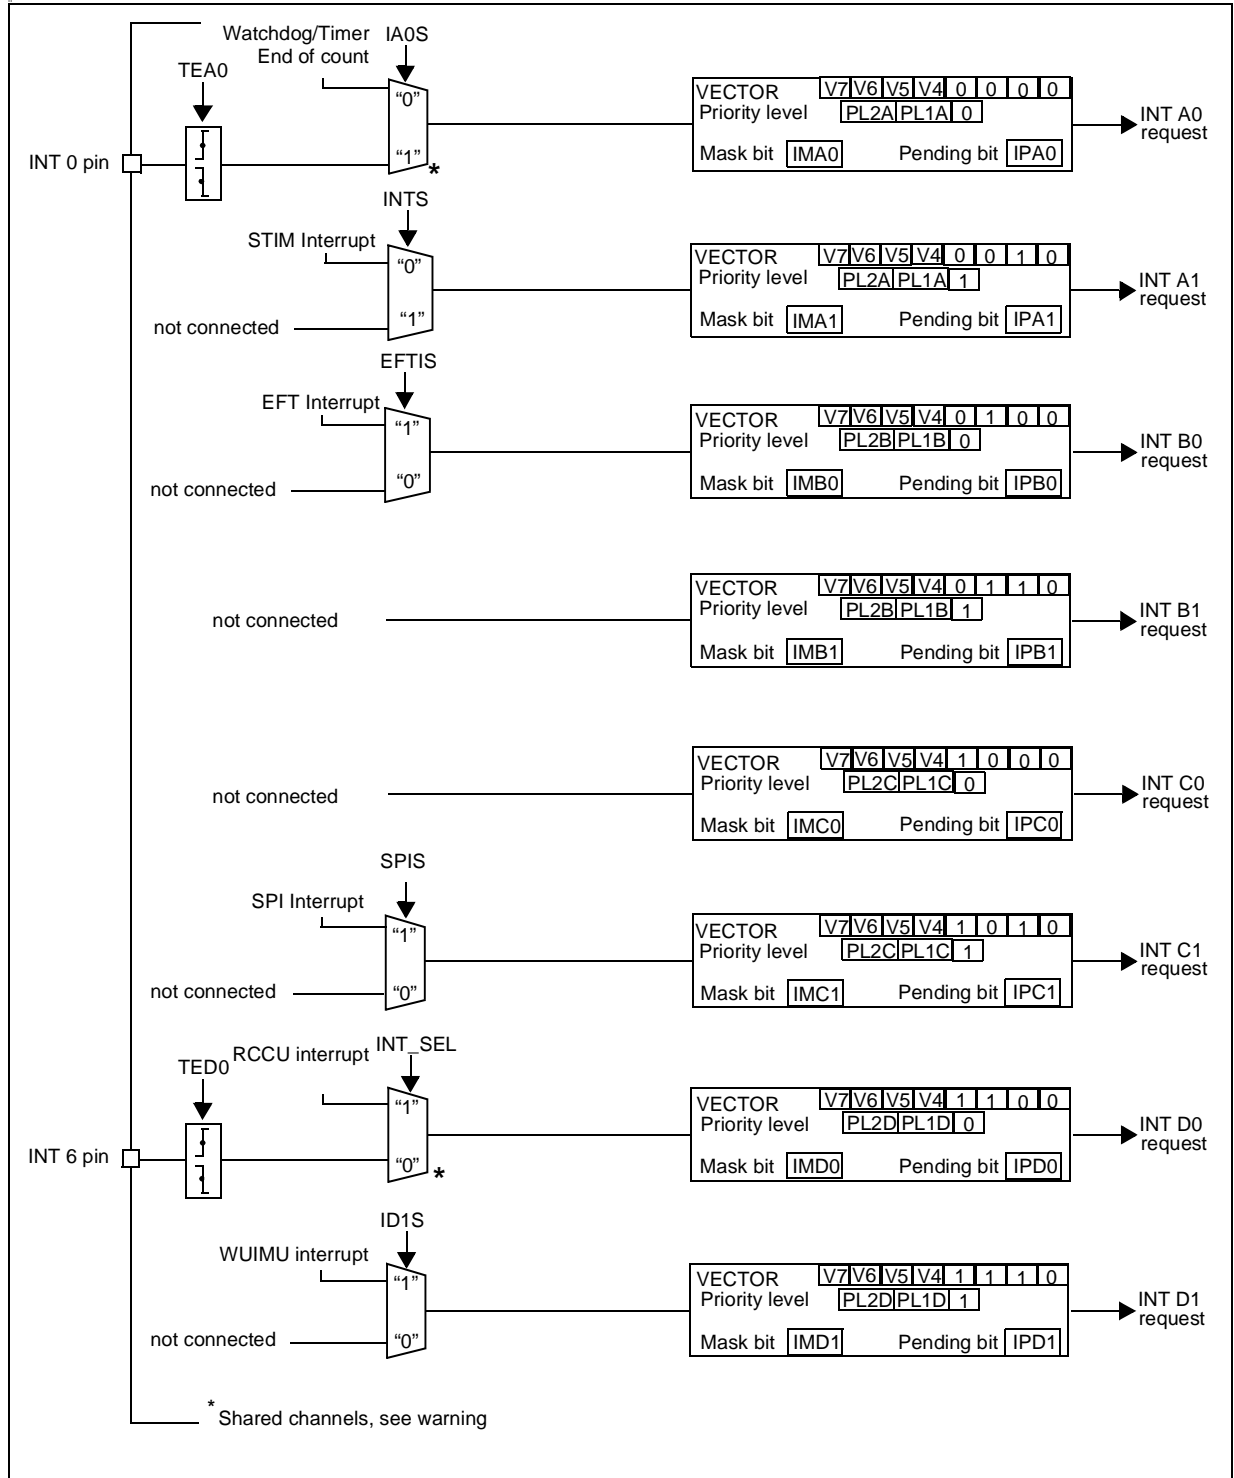 Watchdog/Timer IA0S
End of count
TEA0
"0"
VECTOR V7 V6 V5 V4 0 0 0 0
Priority level PL2A PL1A 0
INT A0
request
INT 0 pin
"1"
*
Mask bit IMA0 Pending bit IPA0
INTS
STIM Interrupt
"0"
VECTOR V7 V6 V5 V4 0 0 1 0
Priority level PL2A PL1A 1
INT A1
request
not connected
"1"
Mask bit IMA1 Pending bit IPA1
EFTIS
EFT Interrupt
"1"
VECTOR V7 V6 V5 V4 0 1 0 0
Priority level PL2B PL1B 0
INT B0
request
not connected
"0"
Mask bit IMB0 Pending bit IPB0
VECTOR V7 V6 V5 V4 0 1 1 0
Priority level PL2B PL1B 1
not connected
INT B1
request
Mask bit IMB1 Pending bit IPB1
VECTOR V7 V6 V5 V4 1 0 0 0
Priority level PL2C PL1C 0
not connected
INT C0
request
Mask bit IMC0 Pending bit IPC0
SPIS
SPI Interrupt
"1"
VECTOR V7 V6 V5 V4 1 0 1 0
Priority level PL2C PL1C 1
INT C1
request
not connected
"0"
Mask bit IMC1 Pending bit IPC1
RCCU interrupt INT_SEL
TED0
"1"
VECTOR V7 V6 V5 V4 1 1 0 0
Priority level PL2D PL1D 0
INT D0
request
INT 6 pin
"0"
*
Mask bit IMD0 Pending bit IPD0
ID1S
WUIMU interrupt
"1"
VECTOR V7 V6 V5 V4 1 1 1 0
Priority level PL2D PL1D 1
INT D1
request
not connected
"0"
Mask bit IMD1 Pending bit IPD1
* Shared channels, see warning